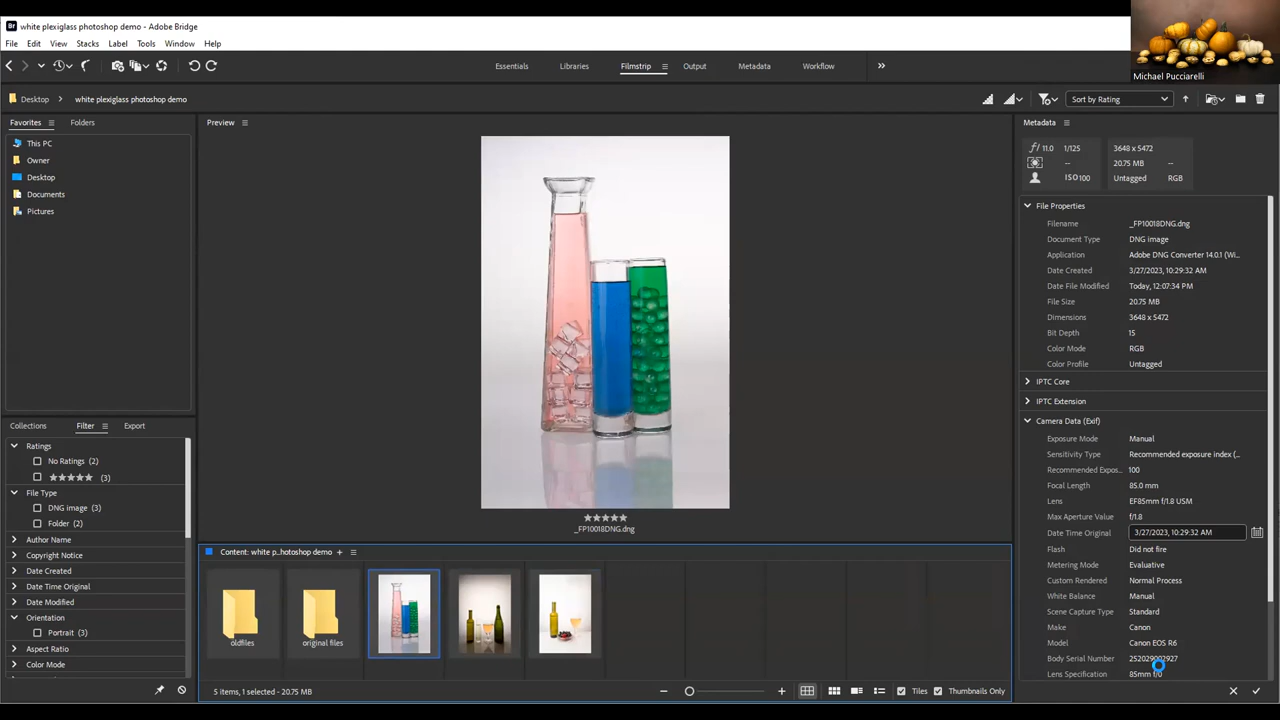 Br white plexiglass photoshop demo - Adobe Bridge
File Edit View Stacks Label Tools Window Help
Michael Pucciarelli
Essentials Libraries Filmstrip Output Metadata Workflow
Desktop white plexiglass photoshop demo
Sort by Rating
Favorites Folders
This PC
Owner
Desktop
Documents
Pictures
Collections Filter Export
Ratings
No Ratings (2)
(3)
File Type
DNG image (3)
Folder (2)
Author Name
Copyright Notice
Date Created
Date Time Original
Date Modified
Orientation
Portrait (3)
Aspect Ratio
Color Mode
Preview
_FP10018DNG.dng
Content: white p..hotoshop demo
oldfiles
original files
5 items, 1 selected - 20.75 MB
Tiles Thumbnails Only
Metadata
f/ 11.0 1/125
--
ISO100
3648 x 5472
20.75 MB --
Untagged RGB
File Properties
Filename _FP10018DNG.dng
Document Type DNG image
Application Adobe DNG Converter 14.0.1 (Wi...
Date Created 3/27/2023, 10:29:32 AM
Date File Modified Today, 12:07:34 PM
File Size 20.75 MB
Dimensions 3648 x 5472
Bit Depth 15
Color Mode RGB
Color Profile Untagged
IPTC Core
IPTC Extension
Camera Data (Exif)
Exposure Mode Manual
Sensitivity Type Recommended exposure index (...
Recommended Expos... 100
Focal Length 85.0 mm
Lens EF85mm f/1.8 USM
Max Aperture Value f/1.8
Date Time Original 3/27/2023, 10:29:32 AM
Flash Did not fire
Metering Mode Evaluative
Custom Rendered Normal Process
White Balance Manual
Scene Capture Type Standard
Make Canon
Model Canon EOS R6
Body Serial Number
Lens Specification 85mm f/0